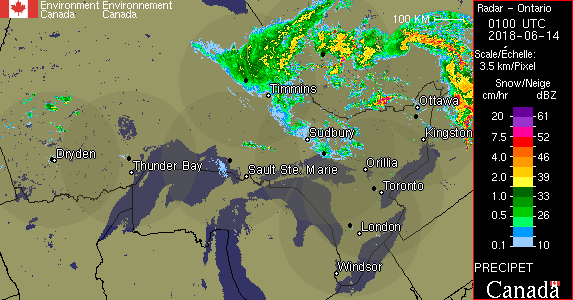 Environment Environnement
Canada Canada
100 KM
Timmins
Ottawa
Sudbury
Kingston
Dryden
Thunder Bay
Sault Ste. Marie
Orillia
Toronto
London
Windsor
Radar - Ontario
0100 UTC
2018-06-14
Scale/Échelle:
3.5 km/Pixel
Snow/Neige
cm/hr dBZ
20 61
7.5 52
4.0 46
2.0 39
1.0 33
0.5 26
0.1 10
PRECIPET
Canada